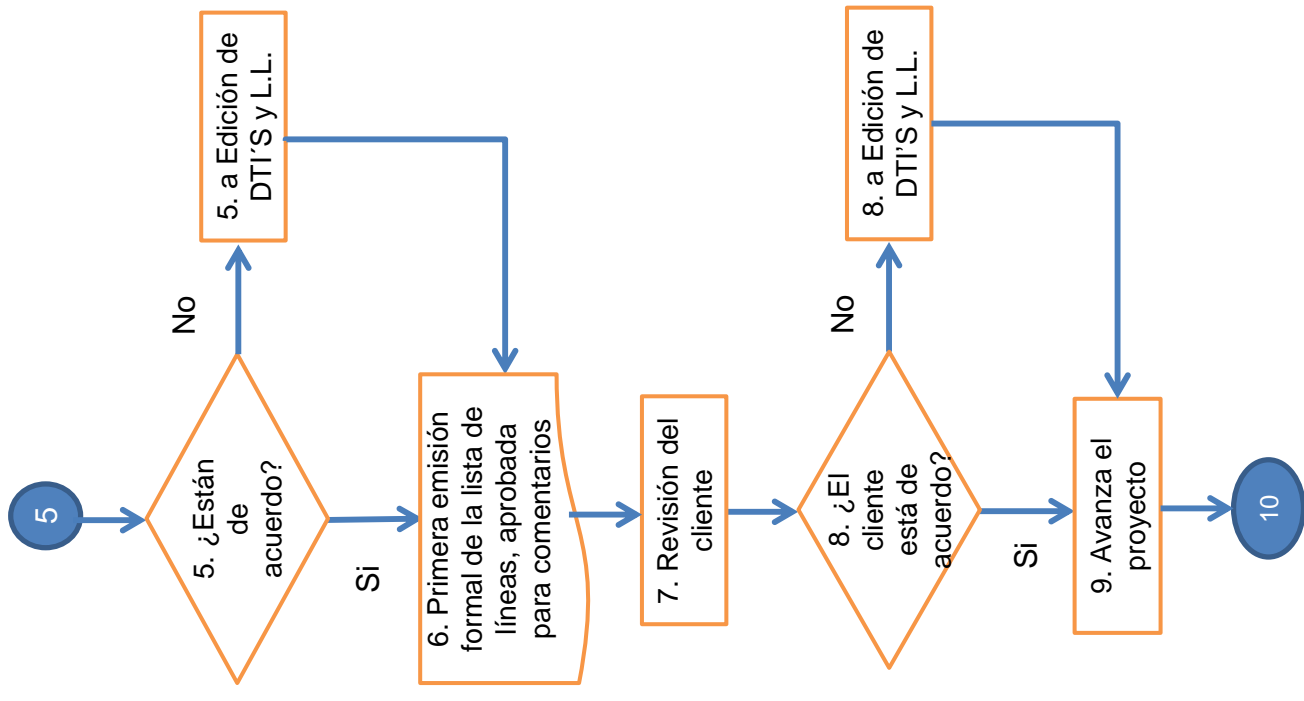 5
5. ¿Están
de
acuerdo?
No
5. a Edición de
DTI´S y L.L.
Si
6. Primera emisión
formal de la lista de
líneas, aprobada
para comentarios
7. Revisión del
cliente
8. ¿El
cliente
está de
acuerdo?
No
8. a Edición de
DTI’S y L.L.
Si
9. Avanza el
proyecto
10